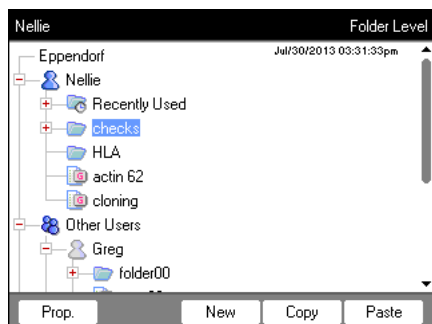 Nellie Folder Level
Jul/30/2013 03:31:33pm
Eppendorf
Nellie
Recently Used
checks
HLA
actin 62
cloning
Other Users
Greg
folder00
Prop. New Copy Paste